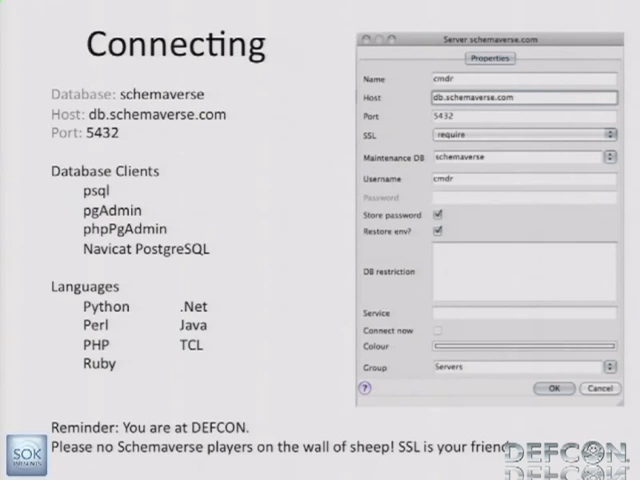 Connecting
Database: schemaverse
Host: db.schemaverse.com
Port: 5432
Database Clients
psql
pgAdmin
phpPgAdmin
Navicat PostgreSQL
Languages
Python .Net
Perl Java
PHP TCL
Ruby
Reminder: You are at DEFCON.
Please no Schemaverse players on the wall of sheep! SSL is your friend
Server schemaverse.com
Properties
Name cmdr
Host db.schemaverse.com
Port 5432
SSL require
Maintenance DB schemaverse
Username cmdr
Password
Store password
Restore env?
DB restriction
Service
Connect now
Colour
Group Servers
? OK Cancel
SOK
DEFCON